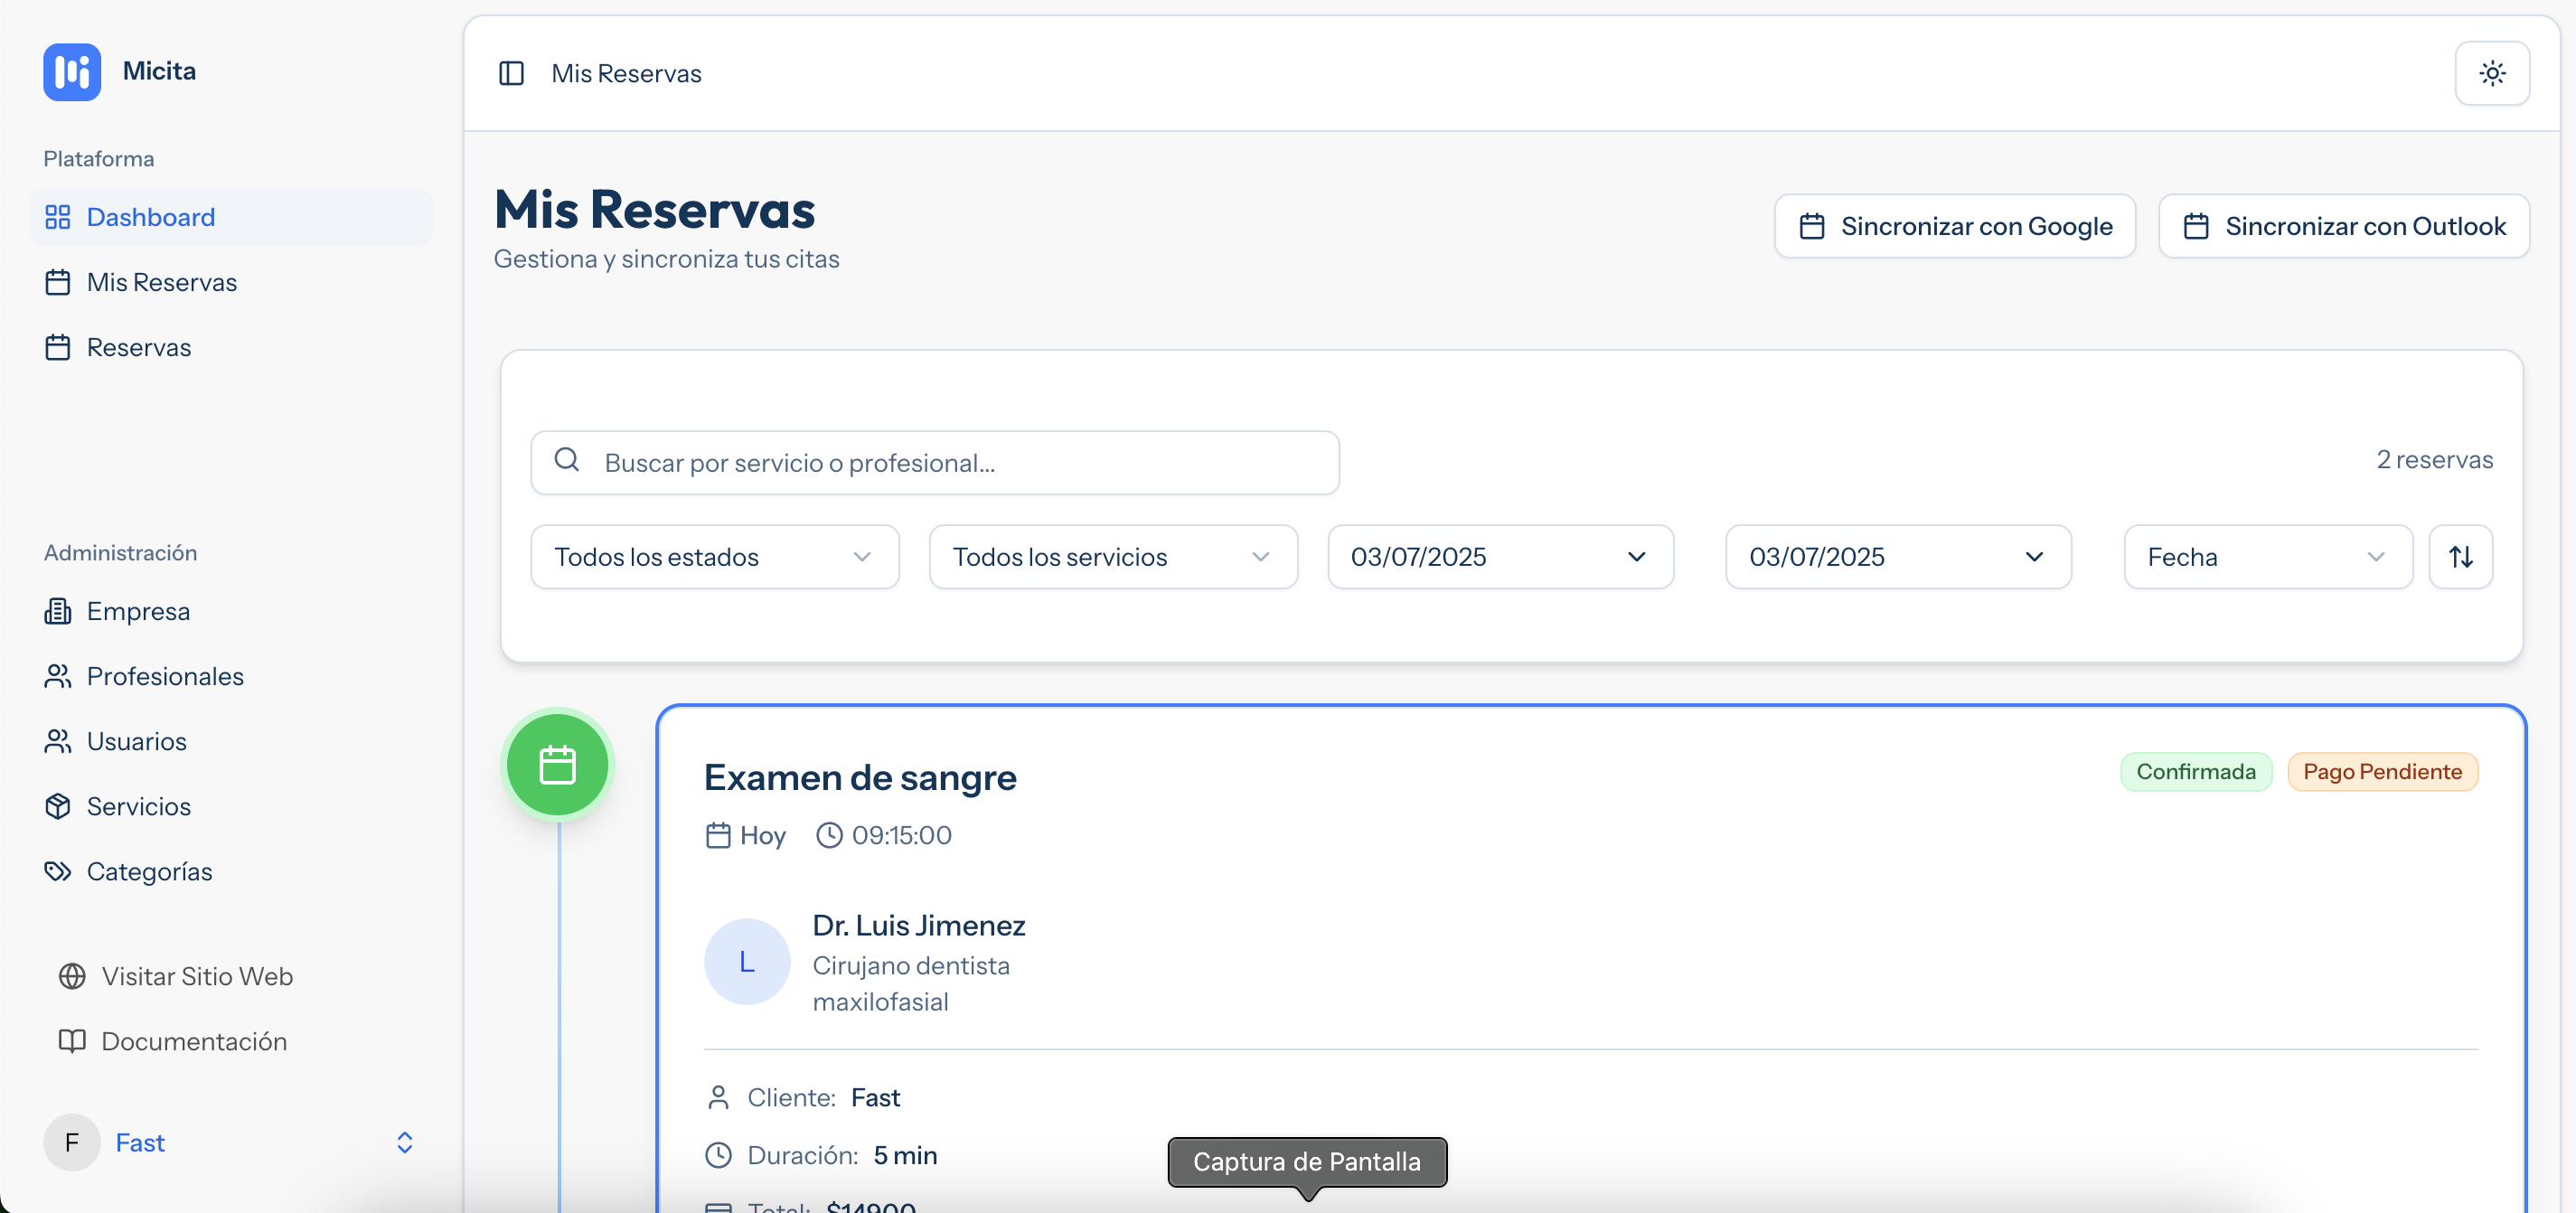 Micita
Plataforma
Dashboard
Mis Reservas
Reservas
Administración
Empresa
Profesionales
Usuarios
Servicios
Categorías
Visitar Sitio Web
Documentación
F Fast
Mis Reservas
Mis Reservas
Gestiona y sincroniza tus citas
Sincronizar con Google Sincronizar con Outlook
Buscar por servicio o profesional... 2 reservas
Todos los estados Todos los servicios 03/07/2025 03/07/2025 Fecha
Examen de sangre Confirmada Pago Pendiente
Hoy 09:15:00
L
Dr. Luis Jimenez
Cirujano dentista
maxilofasial
Cliente: Fast
Duración: 5 min
Captura de Pantalla
Total: $14900